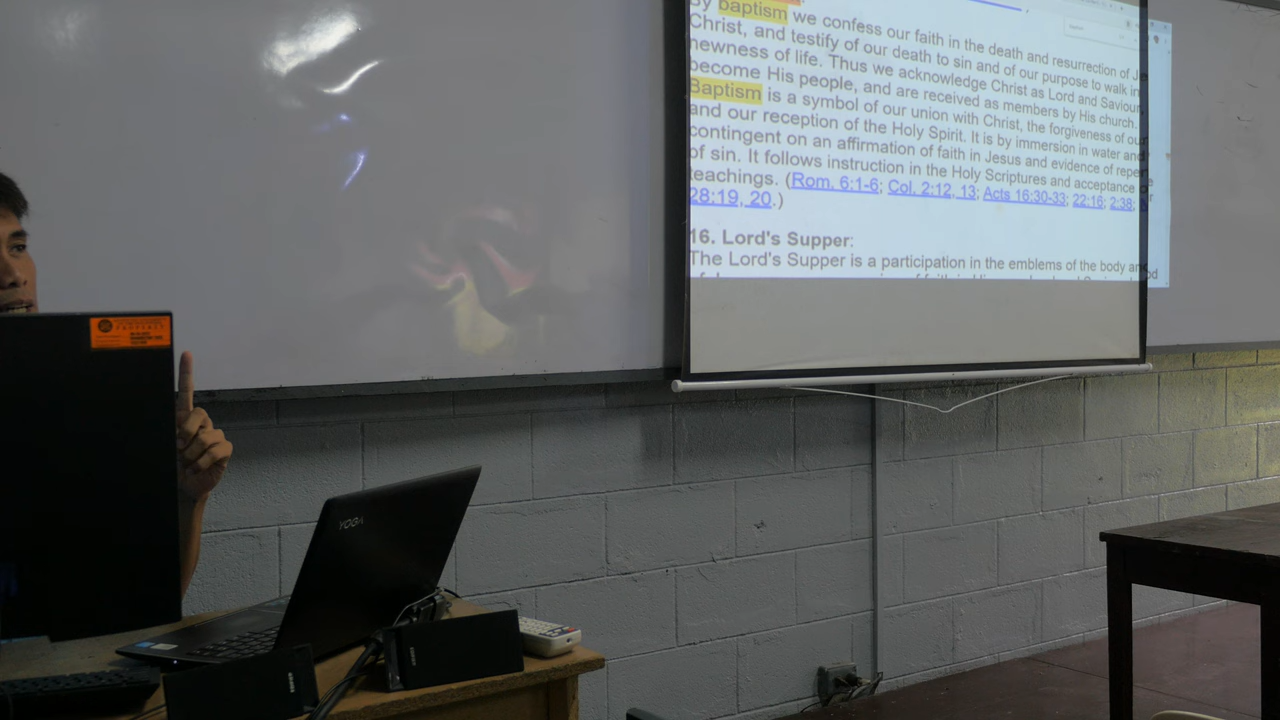 By baptism we confess our faith in the death and resurrection of Je
Christ, and testify of our death to sin and of our purpose to walk in
newness of life. Thus we acknowledge Christ as Lord and Saviour,
become His people, and are received as members by His church.
Baptism is a symbol of our union with Christ, the forgiveness of our
and our reception of the Holy Spirit. It is by immersion in water and
contingent on an affirmation of faith in Jesus and evidence of repe
of sin. It follows instruction in the Holy Scriptures and acceptance
teachings. (Rom. 6:1-6; Col. 2:12, 13; Acts 16:30-33; 22:16; 2:38;
28:19, 20.)
16. Lord's Supper:
The Lord's Supper is a participation in the emblems of the body and
PROPERTY
YOGA